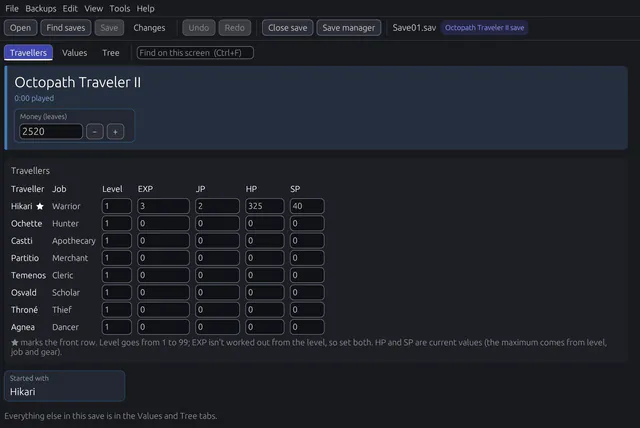 File Backups Edit View Tools Help
Open Find saves Save Changes Undo Redo Close save Save manager Save01.sav Octopath Traveler II save
Travellers Values Tree Find on this screen (Ctrl+F)
Octopath Traveler II
0:00 played
Money (leaves)
2520 − +
Travellers
Traveller Job Level EXP JP HP SP
Hikari ★ Warrior 1 3 2 325 40
Ochette Hunter 1 0 0 0 0
Castti Apothecary 1 0 0 0 0
Partitio Merchant 1 0 0 0 0
Temenos Cleric 1 0 0 0 0
Osvald Scholar 1 0 0 0 0
Throné Thief 1 0 0 0 0
Agnea Dancer 1 0 0 0 0
★ marks the front row. Level goes from 1 to 99; EXP isn't worked out from the level, so set both. HP and SP are current values (the maximum comes from level,
job and gear).
Started with
Hikari
Everything else in this save is in the Values and Tree tabs.